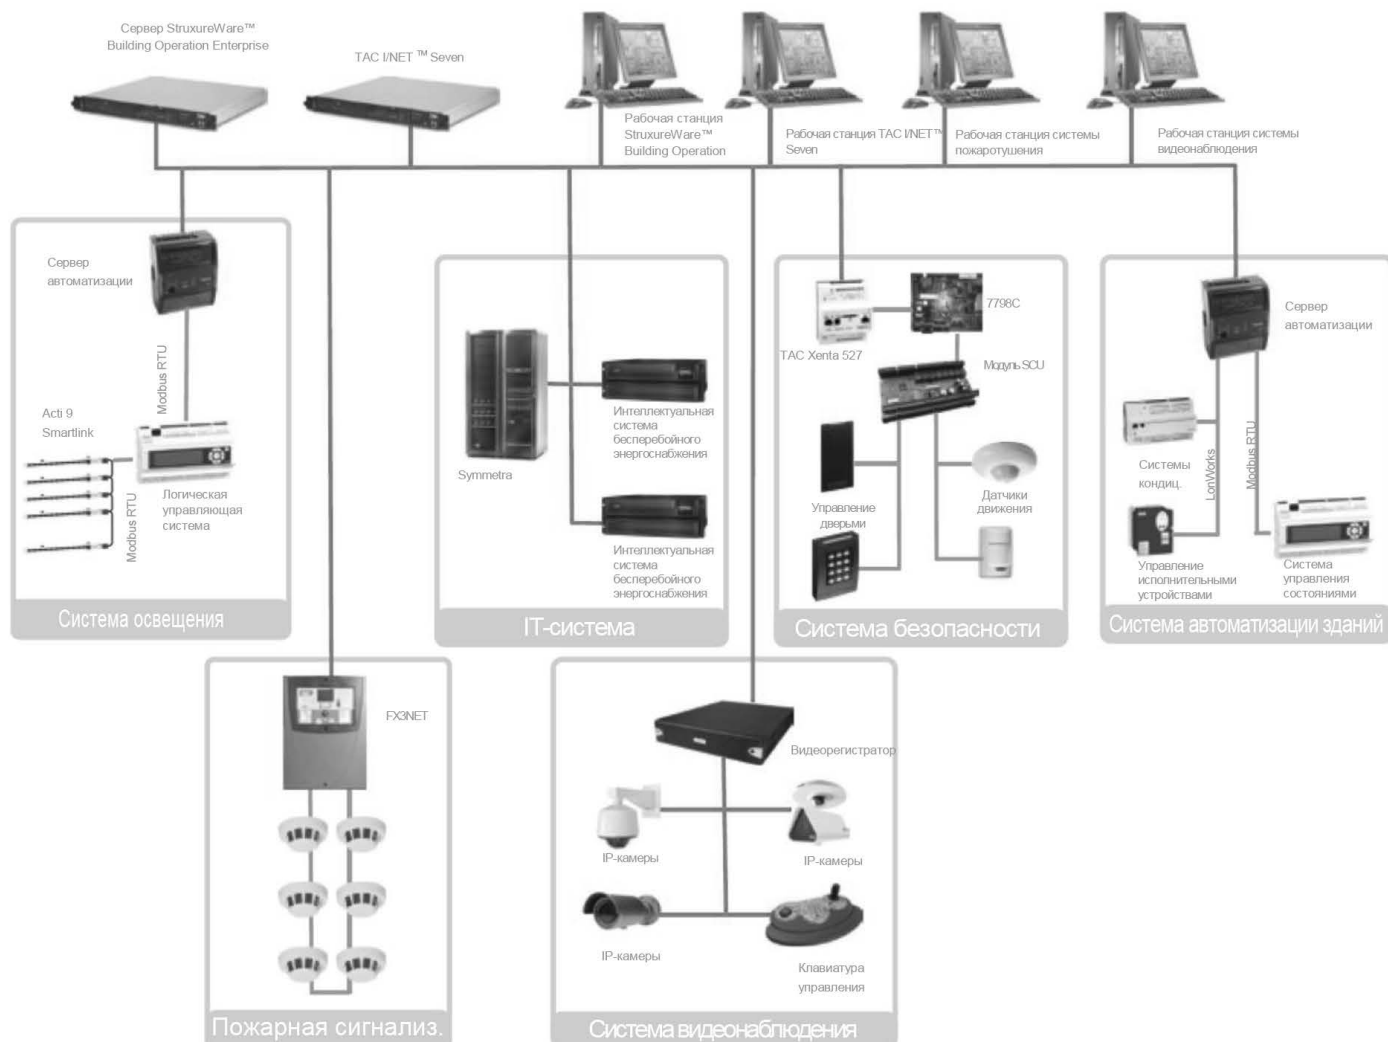 Сервер StruxureWare™
Building Operation Enterprise
TAC I/NET ™ Seven
Рабочая станция
StruxureWare™
Building Operation
Рабочая станция TAC I/NET™
Seven
Рабочая станция системы
пожаротушения
Рабочая станция системы
видеонаблюдения
Сервер
автоматизации
Modbus RTU
Acti 9
Smartlink
Modbus RTU
Логическая
управляющая
система
Система освещения
Symmetra
Интеллектуальная
система
бесперебойного
энергоснабжения
Интеллектуальная
система
бесперебойного
энергоснабжения
IT-система
TAC Xenta 527
7798C
Модуль SCU
Управление
дверьми
Датчики
движения
Система безопасности
Сервер
автоматизации
Системы
кондиц.
LonWorks
Modbus RTU
Управление
исполнительными
устройствами
Система
управления
состояниями
Система автоматизации зданий
FX3NET
Пожарная сигнализ.
Видеорегистратор
IP-камеры
IP-камеры
IP-камеры
Клавиатура
управления
Система видеонаблюдения